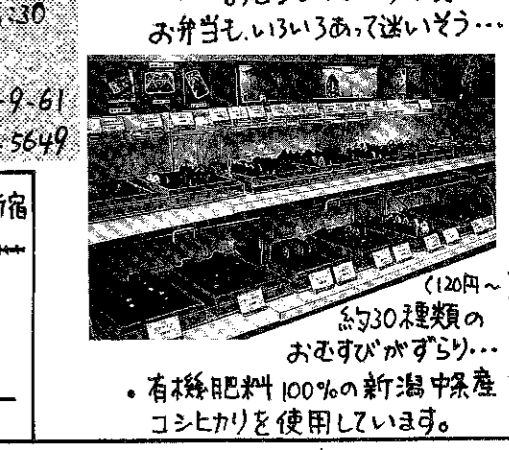 :30
お弁当も、いろいろあって迷いそう…
-9-61
5649
宿
(120円～
約30種類の
おむすびがずらり…
・有機肥料100%の新潟中条産
コシヒカリを使用しています。